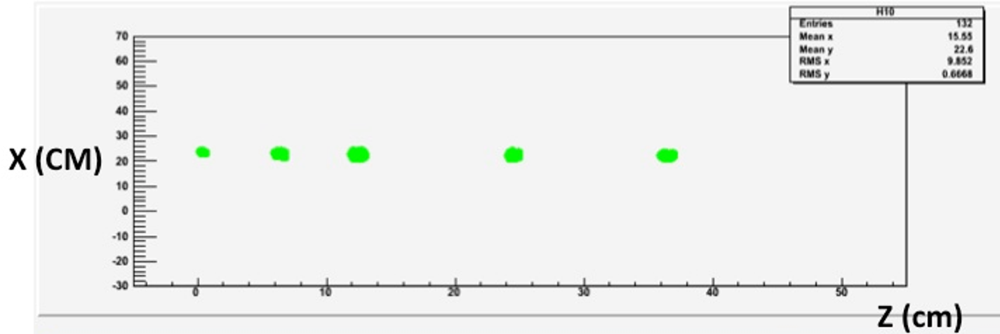 H10
Entries 132
Mean x 15.55
Mean y 22.6
RMS x 9.852
RMS y 0.6668
70
60
50
40
30
20
10
0
-10
-20
-30
X (CM)
0 10 20 30 40 50
Z (cm)